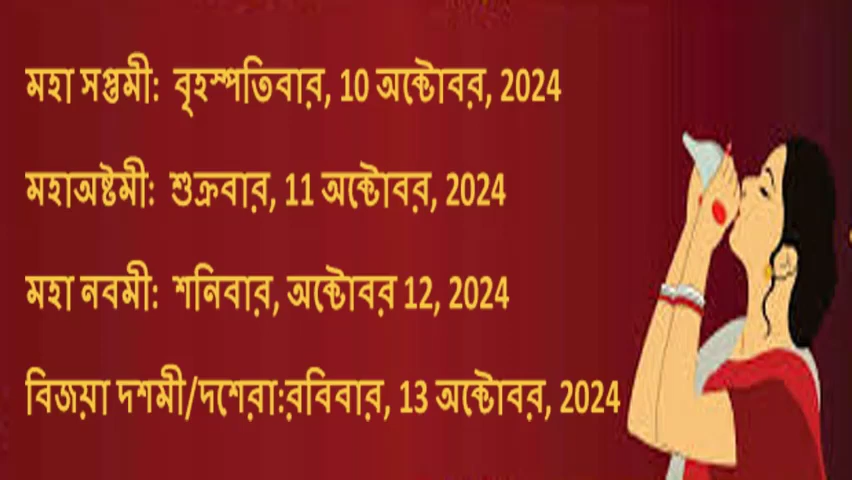 মহা সপ্তমী: বৃহস্পতিবার, 10 অক্টোবর, 2024
মহাঅষ্টমী: শুক্রবার, 11 অক্টোবর, 2024
মহা নবমী: শনিবার, অক্টোবর 12, 2024
বিজয়া দশমী/দশেরা:রবিবার, 13 অক্টোবর, 2024